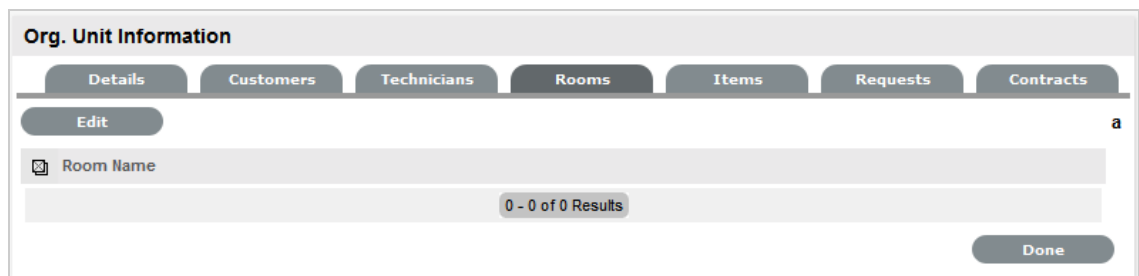 Org. Unit Information
Details Customers Technicians Rooms Items Requests Contracts
Edit a
Room Name
0 - 0 of 0 Results
Done